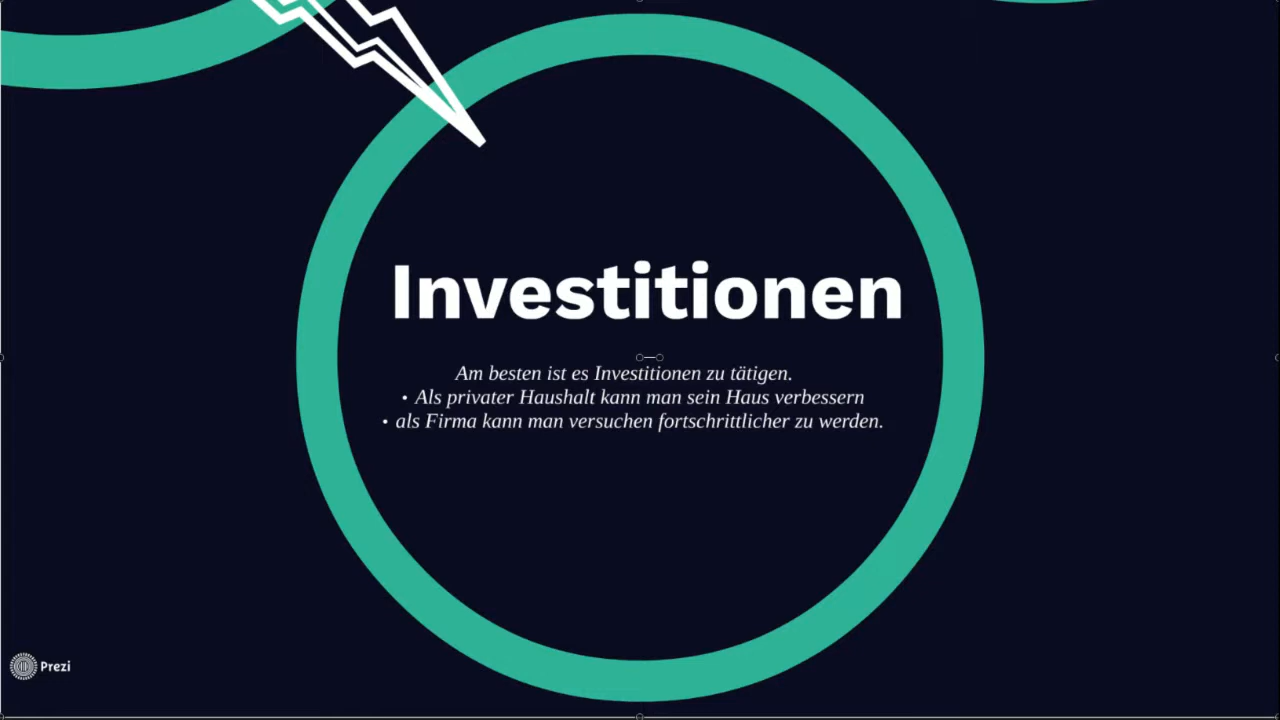 Investitionen
Am besten ist es Investitionen zu tätigen.
• Als privater Haushalt kann man sein Haus verbessern
• als Firma kann man versuchen fortschrittlicher zu werden.
Prezi